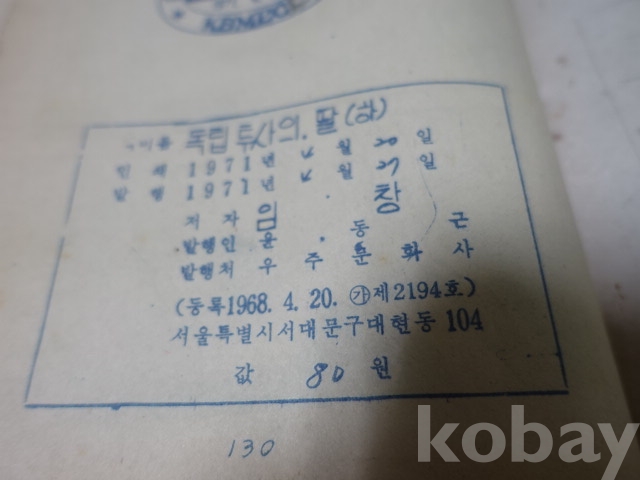 이름 독립투사의 딸 (상)
인쇄 1971년 4월 20일
발행 1971년 4월 27일
저자 임 창
발행인 윤 동 근
발행처 우주문화사
(등록1968. 4. 20. ㉮제2194호)
서울특별시서대문구대현동 104
값 80 원
130
kobay